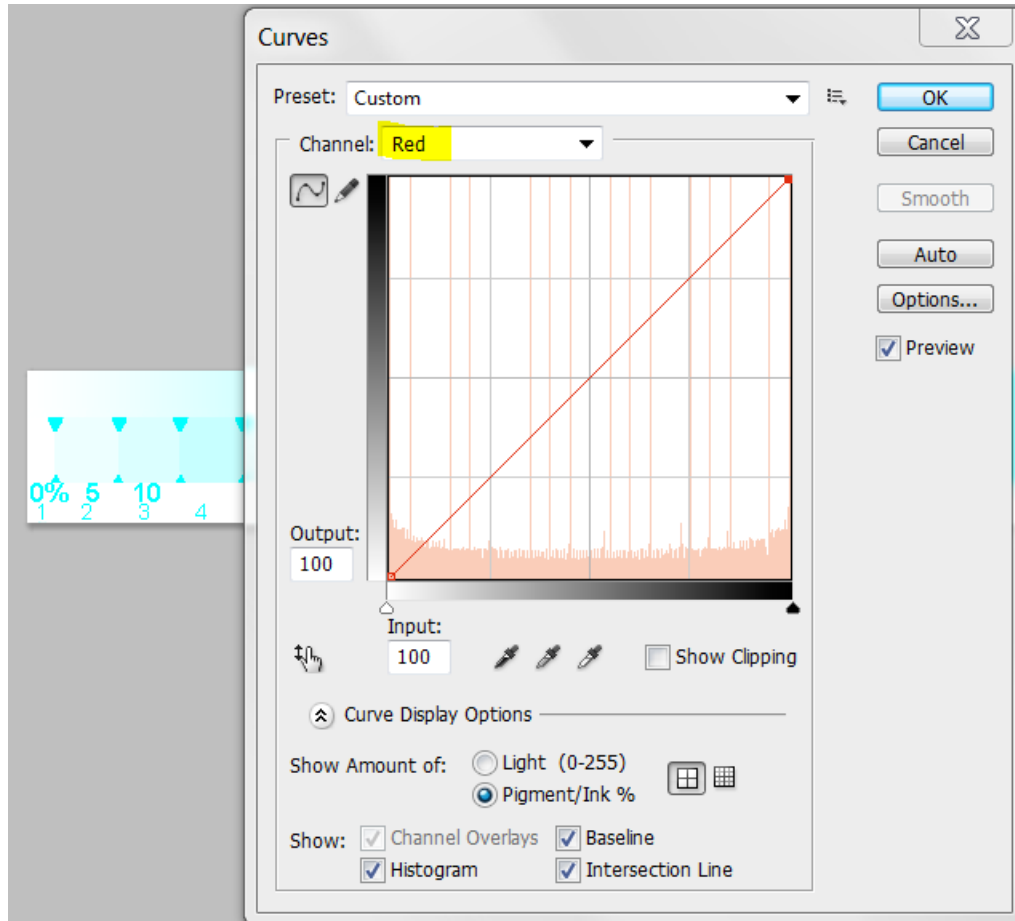 Curves
Preset: Custom
OK
Channel: Red
Cancel
Smooth
Auto
Options...
Preview
0% 5 10
1 2 3 4
Output:
100
Input:
100
Show Clipping
Curve Display Options
Show Amount of: Light (0-255)
Pigment/Ink %
Show: Channel Overlays Baseline
Histogram Intersection Line